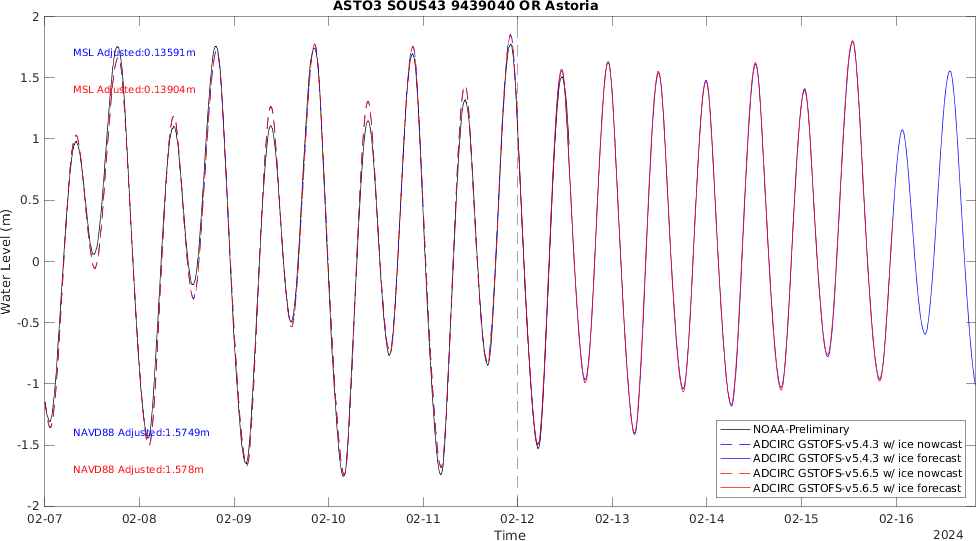 ASTO3 SOUS43 9439040 OR Astoria
2
1.5
1
0.5
0
-0.5
-1
-1.5
-2
Water Level (m)
MSL Adjusted:0.13591m
MSL Adjusted:0.13904m
NAVD88 Adjusted:1.5749m
NAVD88 Adjusted:1.578m
NOAA-Preliminary
ADCIRC GSTOFS-v5.4.3 w/ ice nowcast
ADCIRC GSTOFS-v5.4.3 w/ ice forecast
ADCIRC GSTOFS-v5.6.5 w/ ice nowcast
ADCIRC GSTOFS-v5.6.5 w/ ice forecast
02-07 02-08 02-09 02-10 02-11 02-12 02-13 02-14 02-15 02-16
Time
2024